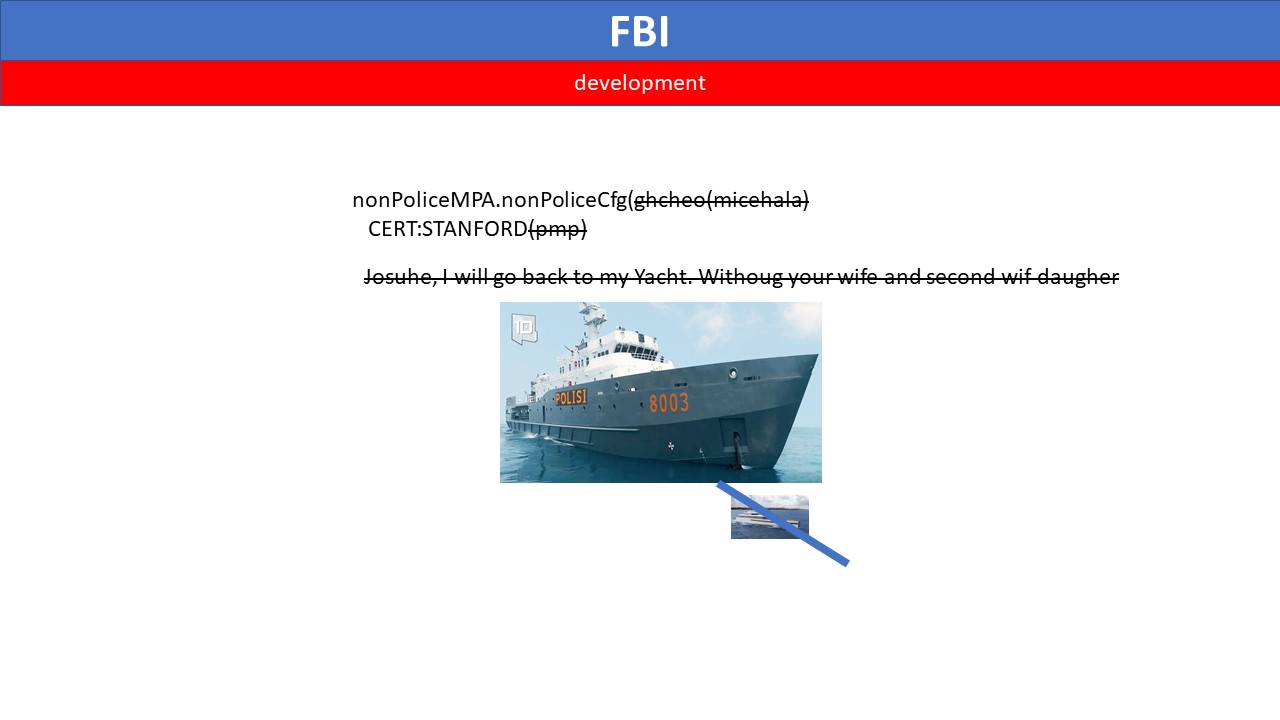 FBI
development
nonPoliceMPA.nonPoliceCfg(ghcheo(micehala)
CERT:STANFORD(pmp)
Josuhe, I will go back to my Yacht. Withoug your wife and second wif daugher
POLISI
8003